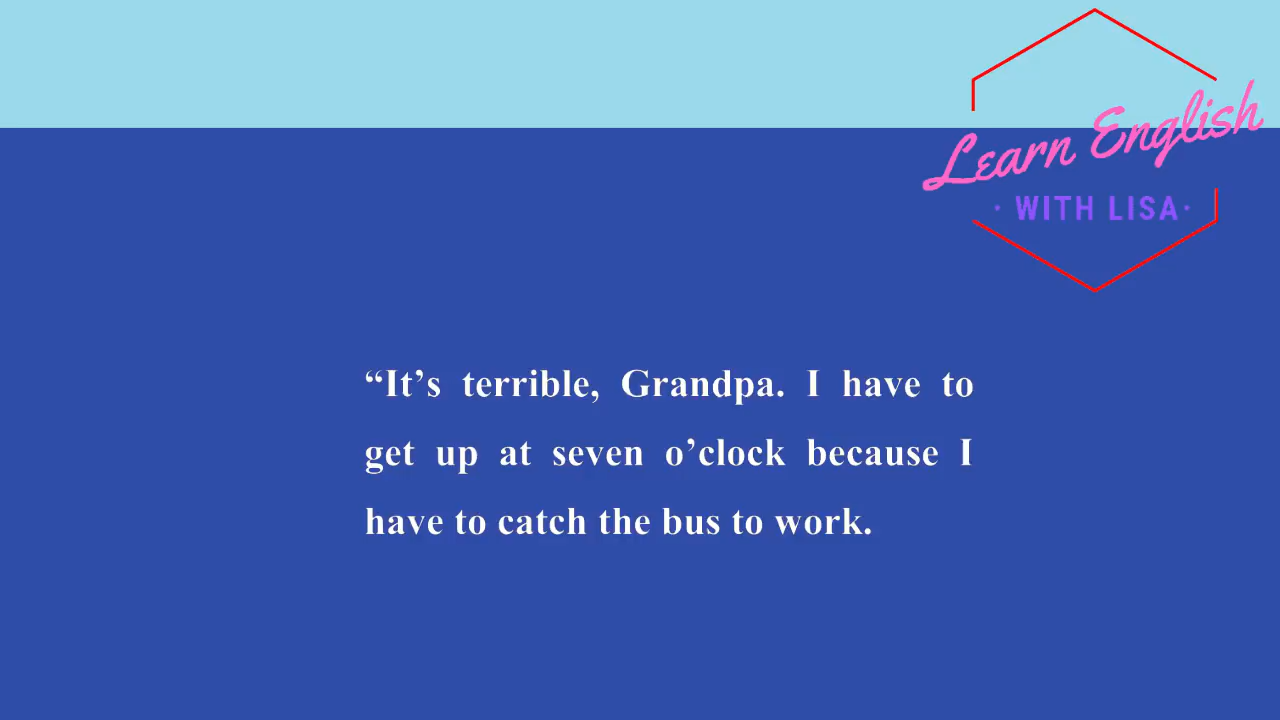 Learn English
· WITH LISA·
“It’s terrible, Grandpa. I have to
get up at seven o’clock because I
have to catch the bus to work.